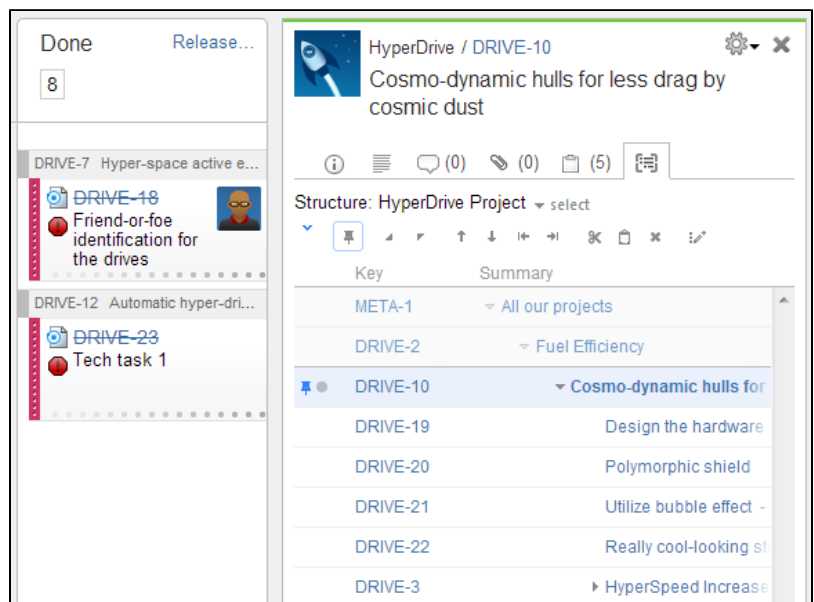 Done Release...
8
DRIVE-7 Hyper-space active e...
DRIVE-18
Friend-or-foe
identification for
the drives
DRIVE-12 Automatic hyper-dri...
DRIVE-23
Tech task 1
HyperDrive / DRIVE-10
Cosmo-dynamic hulls for less drag by
cosmic dust
(0) (0) (5)
Structure: HyperDrive Project select
Key Summary
META-1 All our projects
DRIVE-2 Fuel Efficiency
DRIVE-10 Cosmo-dynamic hulls for
DRIVE-19 Design the hardware
DRIVE-20 Polymorphic shield
DRIVE-21 Utilize bubble effect -
DRIVE-22 Really cool-looking st
DRIVE-3 HyperSpeed Increase